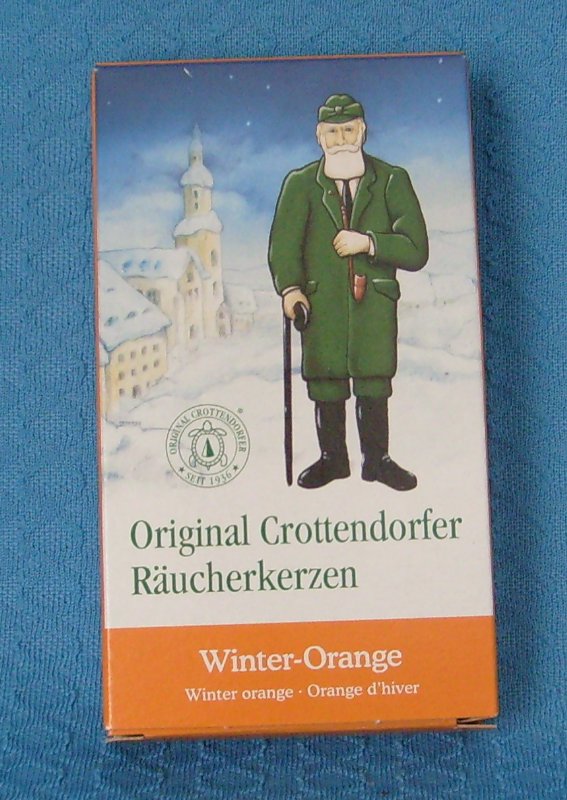 ORIGINAL CROTTENDORFER ®
★ SEIT 1936 ★
Original Crottendorfer
Räucherkerzen
Winter-Orange
Winter orange · Orange d'hiver